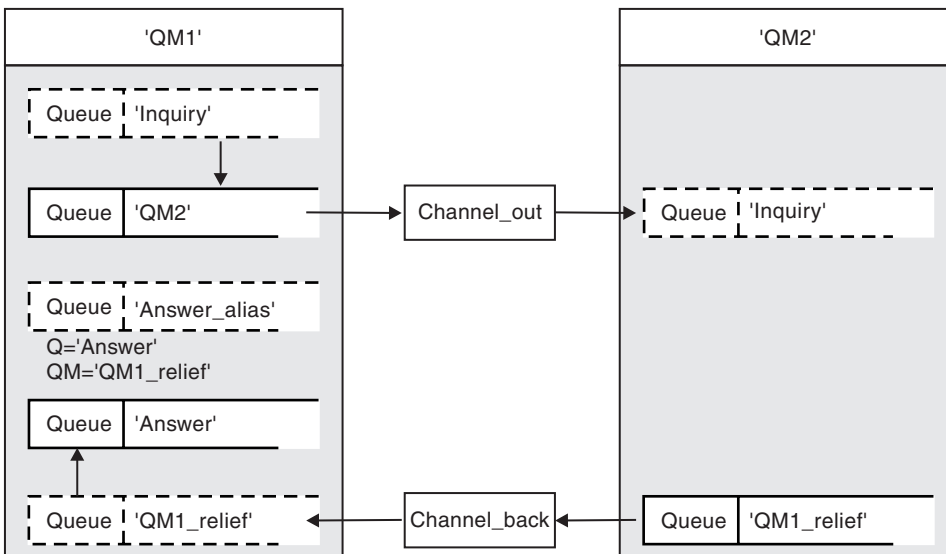 'QM1'
'QM2'
Queue 'Inquiry'
Queue 'QM2'
Channel_out
Queue 'Inquiry'
Queue 'Answer_alias'
Q='Answer'
QM='QM1_relief'
Queue 'Answer'
Queue 'QM1_relief'
Channel_back
Queue 'QM1_relief'